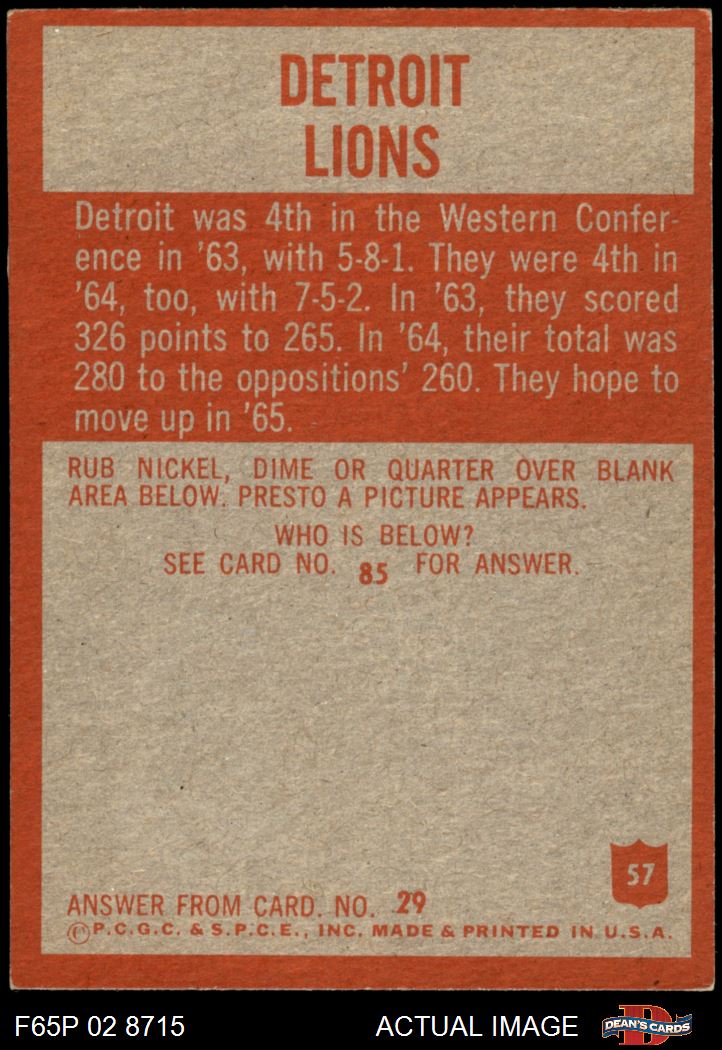 DETROIT
LIONS
Detroit was 4th in the Western Confer-
ence in '63, with 5-8-1. They were 4th in
'64, too, with 7-5-2. In '63, they scored
326 points to 265. In '64, their total was
280 to the oppositions' 260. They hope to
move up in '65.
RUB NICKEL, DIME OR QUARTER OVER BLANK
AREA BELOW. PRESTO A PICTURE APPEARS.
WHO IS BELOW?
SEE CARD NO. 85 FOR ANSWER.
57
ANSWER FROM CARD. NO. 29
©P.C.G.C. & S.P.C.E., INC. MADE & PRINTED IN U.S.A.
F65P 02 8715 ACTUAL IMAGE DEAN'S CARDS